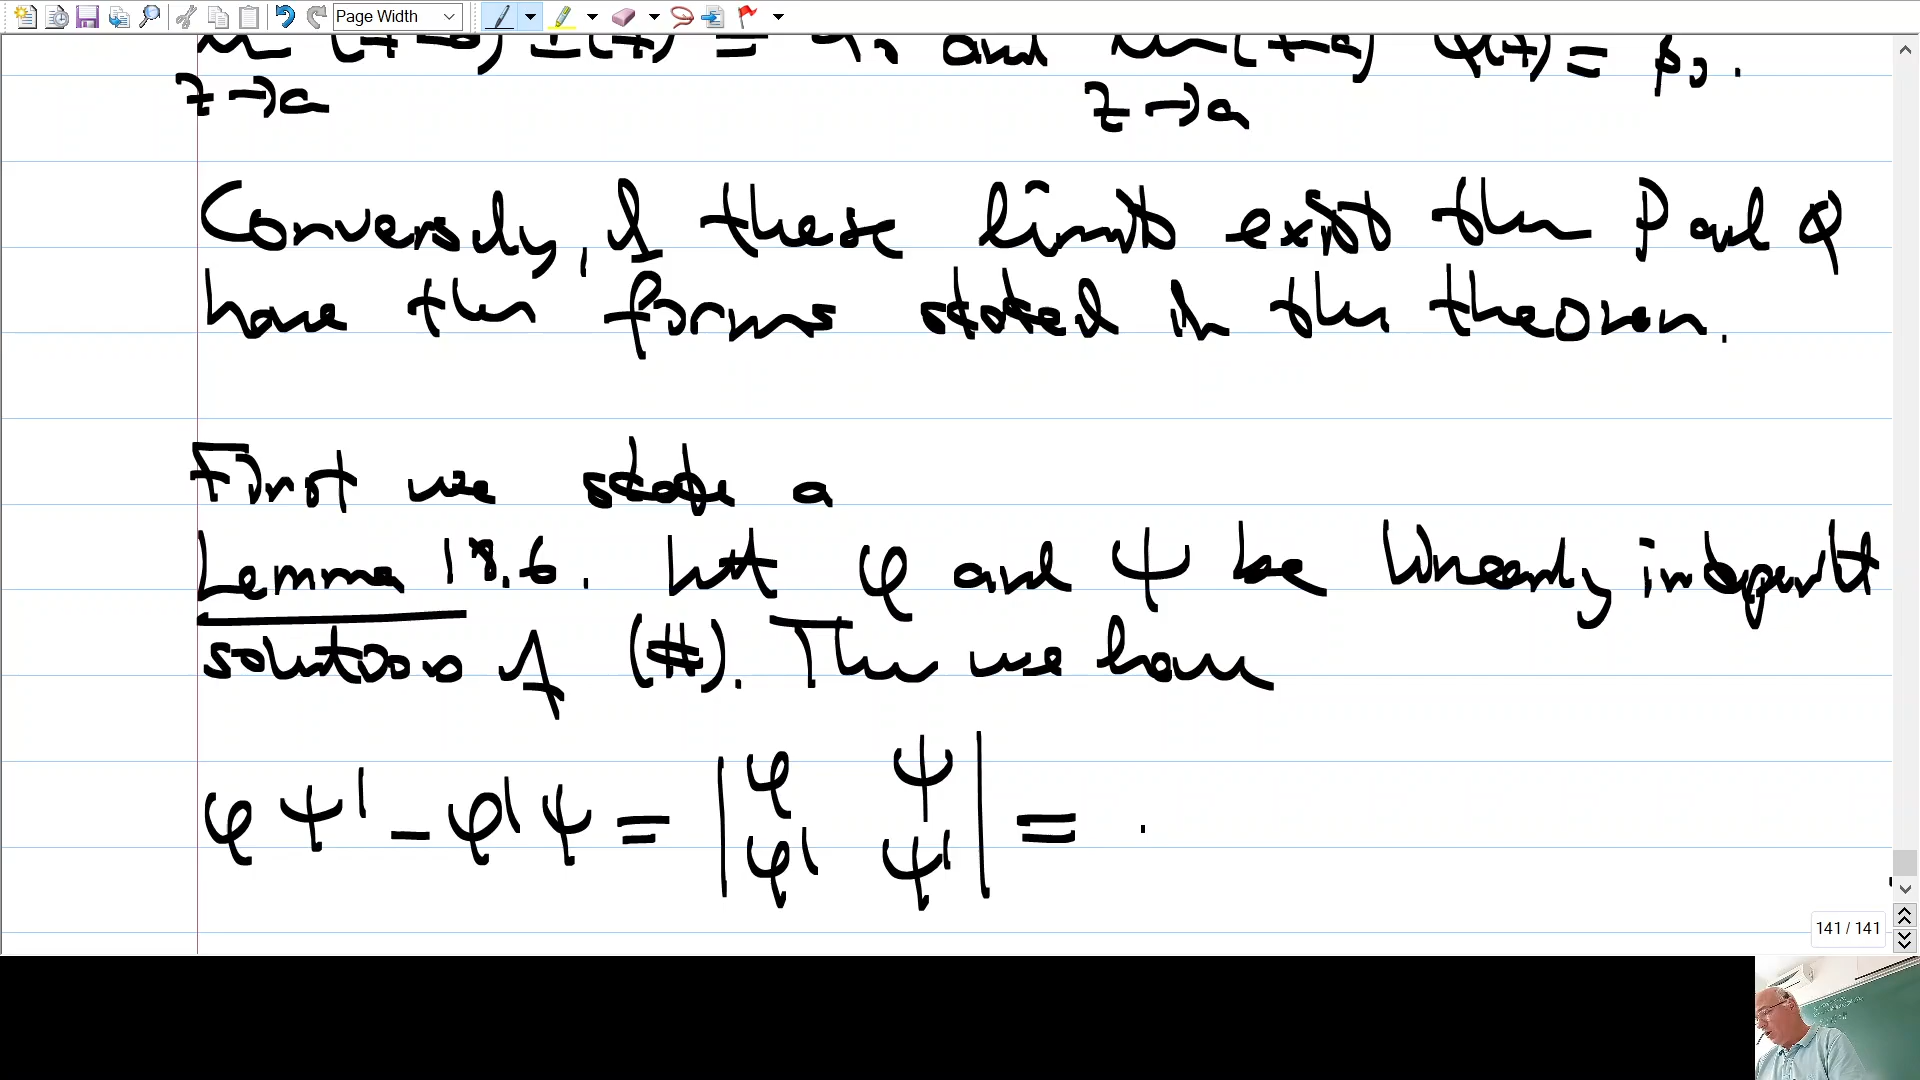 Page Width
(z-a) P(z) = and (z-a) Q(z) = β₀.
z→a z→a
Conversely, if these limits exist then P and Q
have the forms stated in the theorem.
First we state a
Lemma 18.6. Let φ and ψ be linearly independent
solutions of (#). Then we have
φψ' - φ'ψ = | φ ψ | =
| φ' ψ' |
141 / 141